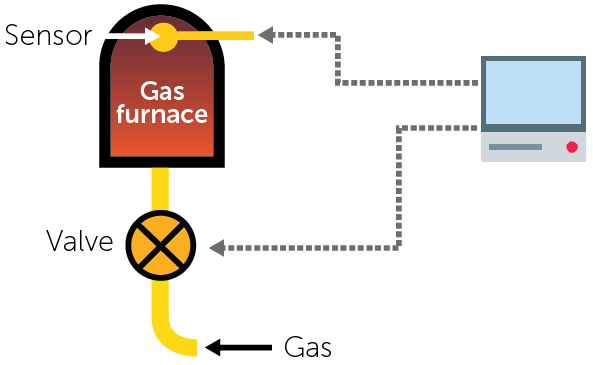 Sensor
Gas
furnace
Valve
Gas